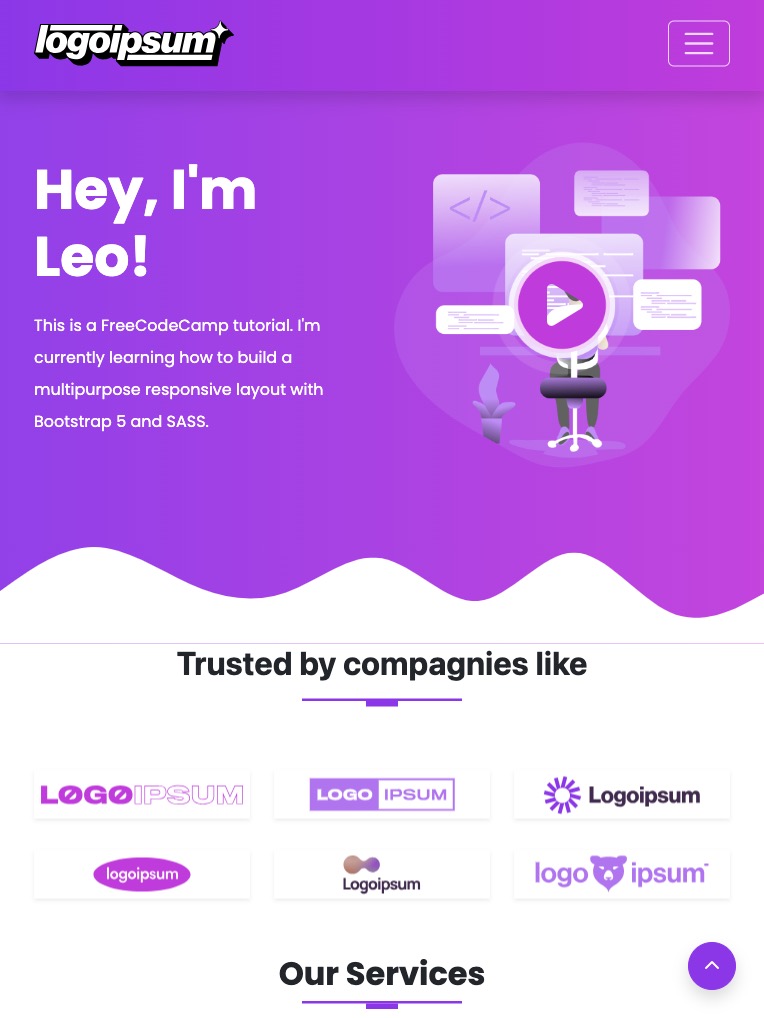 logoipsum
Hey, I'm
Leo!
</>
This is a FreeCodeCamp tutorial. I'm
currently learning how to build a
multipurpose responsive layout with
Bootstrap 5 and SASS.
Trusted by compagnies like
LOGOIPSUM
LOGO IPSUM
Logoipsum
logoipsum
Logoipsum
logo ipsum
Our Services